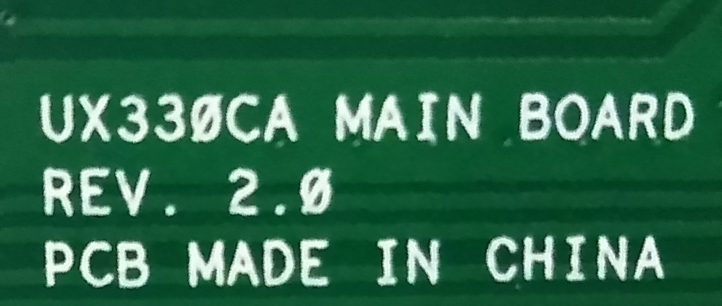 UX330CA MAIN BOARD
REV. 2.0
PCB MADE IN CHINA